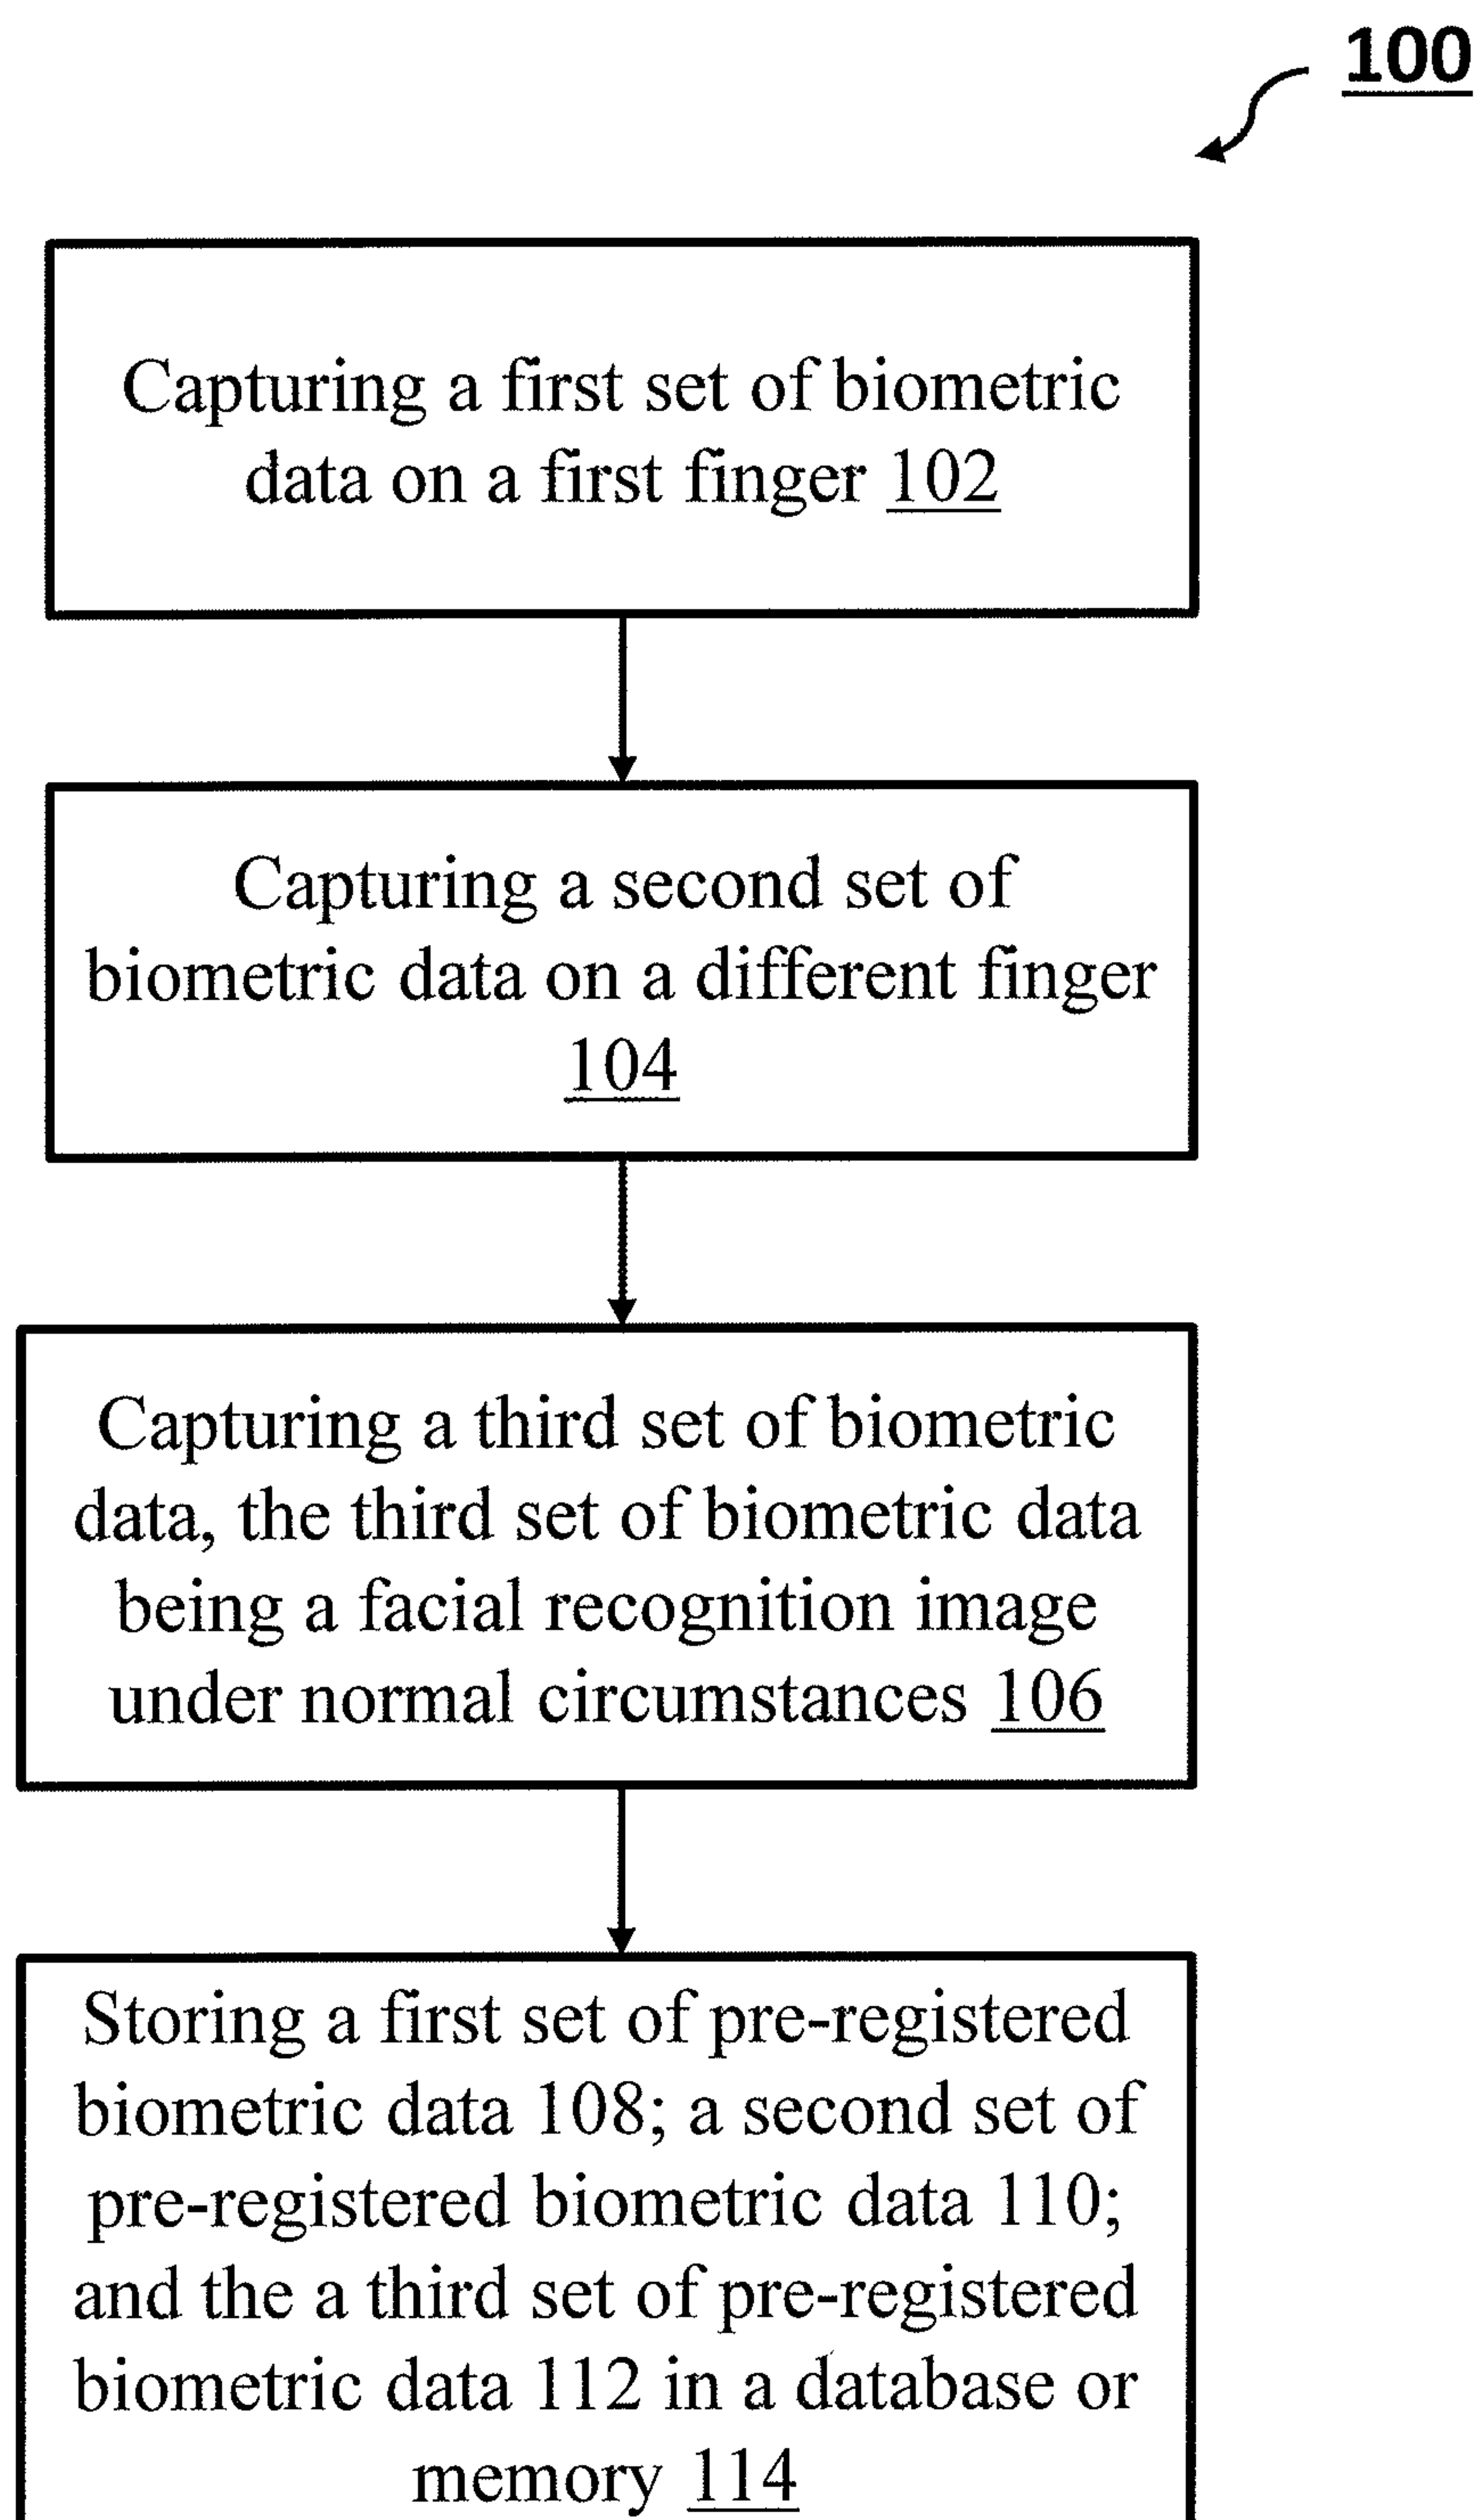 100
Capturing a first set of biometric
data on a first finger 102
Capturing a second set of
biometric data on a different finger
104
Capturing a third set of biometric
data, the third set of biometric data
being a facial recognition image
under normal circumstances 106
Storing a first set of pre-registered
biometric data 108; a second set of
pre-registered biometric data 110;
and the a third set of pre-registered
biometric data 112 in a database or
memory 114